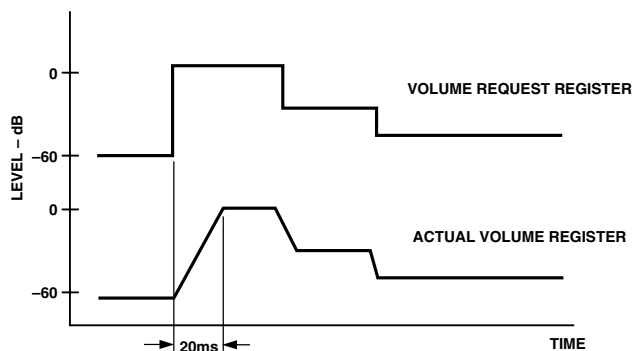 0
VOLUME REQUEST REGISTER
LEVEL – dB
–60
0
ACTUAL VOLUME REGISTER
–60
20ms
TIME